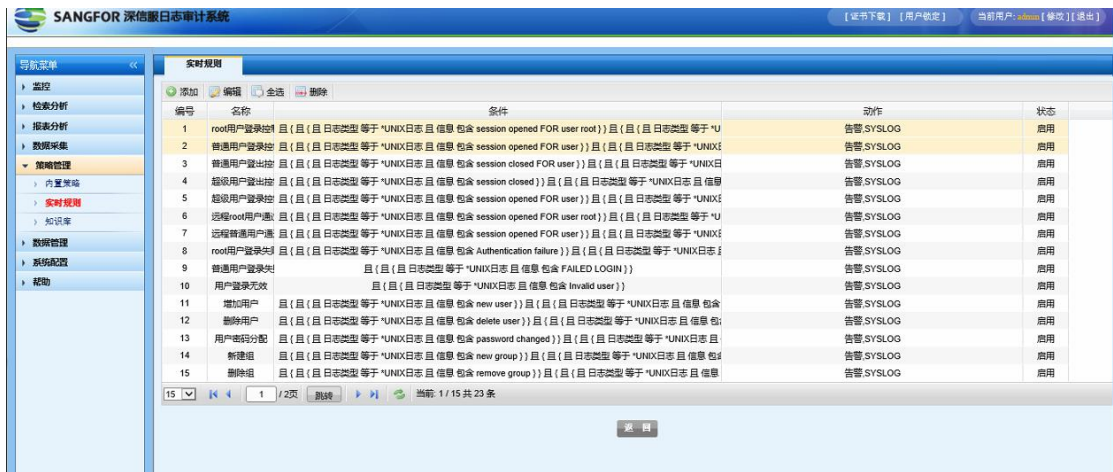 SANGFOR 深信服日志审计系统
[证书下载] [用户锁定] 当前用户: admin [修改] [退出]
导航菜单
实时规则
监控
检索分析
报表分析
数据采集
策略管理
内置策略
实时规则
知识库
数据管理
系统配置
帮助
添加 编辑 全选 删除
编号 名称 条件 动作 状态
1 root用户登录控制 且 { 且 { 且 日志类型 等于 *UNIX日志 且 信息 包含 session opened FOR user root } } 且 { 且 { 且 日志类型 等于 *U 告警,SYSLOG 启用
2 普通用户登录控 且 { 且 { 且 日志类型 等于 *UNIX日志 且 信息 包含 session opened FOR user } } 且 { 且 { 且 日志类型 等于 *UNIX 告警,SYSLOG 启用
3 普通用户登出控 且 { 且 { 且 日志类型 等于 *UNIX日志 且 信息 包含 session closed FOR user } } 且 { 且 { 且 日志类型 等于 *UNIX日 告警,SYSLOG 启用
4 超级用户登出控 且 { 且 { 且 日志类型 等于 *UNIX日志 且 信息 包含 session closed } } 且 { 且 { 且 日志类型 等于 *UNIX日志 且 信息 告警,SYSLOG 启用
5 超级用户登录控 且 { 且 { 且 日志类型 等于 *UNIX日志 且 信息 包含 session opened FOR user } } 且 { 且 { 且 日志类型 等于 *UNIX 告警,SYSLOG 启用
6 远程root用户通 且 { 且 { 且 日志类型 等于 *UNIX日志 且 信息 包含 session opened FOR user root } } 且 { 且 { 且 日志类型 等于 *U 告警,SYSLOG 启用
7 远程普通用户通 且 { 且 { 且 日志类型 等于 *UNIX日志 且 信息 包含 session opened FOR user } } 且 { 且 { 且 日志类型 等于 *UNIX 告警,SYSLOG 启用
8 root用户登录失 且 { 且 { 且 日志类型 等于 *UNIX日志 且 信息 包含 Authentication failure } } 且 { 且 { 且 日志类型 等于 *UNIX日志 且 告警,SYSLOG 启用
9 普通用户登录失 且 { 且 { 且 日志类型 等于 *UNIX日志 且 信息 包含 FAILED LOGIN } } 告警,SYSLOG 启用
10 用户登录无效 且 { 且 { 且 日志类型 等于 *UNIX日志 且 信息 包含 Invalid user } } 告警,SYSLOG 启用
11 增加用户 且 { 且 { 且 日志类型 等于 *UNIX日志 且 信息 包含 new user } } 且 { 且 { 且 日志类型 等于 *UNIX日志 且 信息 包含 告警,SYSLOG 启用
12 删除用户 且 { 且 { 且 日志类型 等于 *UNIX日志 且 信息 包含 delete user } } 且 { 且 { 且 日志类型 等于 *UNIX日志 且 信息 包 告警,SYSLOG 启用
13 用户密码分配 且 { 且 { 且 日志类型 等于 *UNIX日志 且 信息 包含 password changed } } 且 { 且 { 且 日志类型 等于 *UNIX日志 且 告警,SYSLOG 启用
14 新建组 且 { 且 { 且 日志类型 等于 *UNIX日志 且 信息 包含 new group } } 且 { 且 { 且 日志类型 等于 *UNIX日志 且 信息 包含 告警,SYSLOG 启用
15 删除组 且 { 且 { 且 日志类型 等于 *UNIX日志 且 信息 包含 remove group } } 且 { 且 { 且 日志类型 等于 *UNIX日志 且 信息 告警,SYSLOG 启用
15 1 /2页 跳转 当前: 1 / 15 共 23 条
返 回